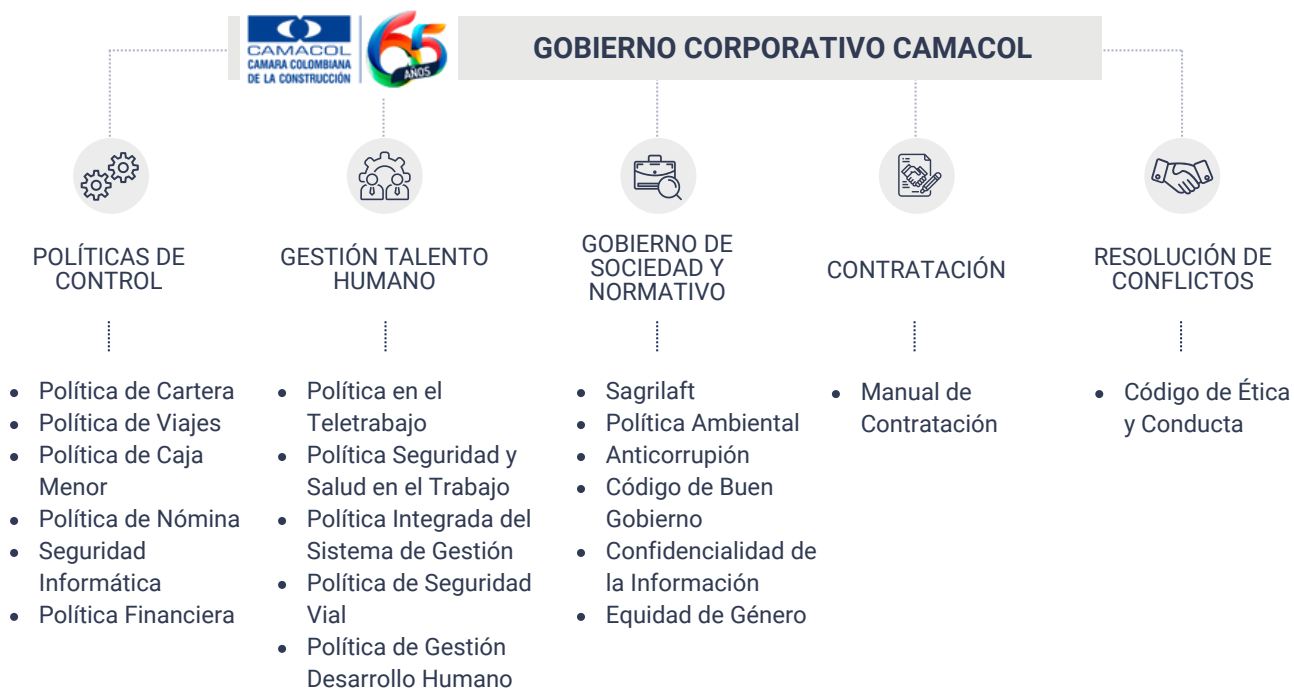 CAMACOL
CAMARA COLOMBIANA
DE LA CONSTRUCCIÓN
65
AÑOS
GOBIERNO CORPORATIVO CAMACOL
POLÍTICAS DE
CONTROL
• Política de Cartera
• Política de Viajes
• Política de Caja
Menor
• Política de Nómina
• Seguridad
Informática
• Política Financiera
GESTIÓN TALENTO
HUMANO
• Política en el
Teletrabajo
• Política Seguridad y
Salud en el Trabajo
• Política Integrada del
Sistema de Gestión
• Política de Seguridad
Vial
• Política de Gestión
Desarrollo Humano
GOBIERNO DE
SOCIEDAD Y
NORMATIVO
• Sagrilaft
• Política Ambiental
• Anticorrupión
• Código de Buen
Gobierno
• Confidencialidad de
la Información
• Equidad de Género
CONTRATACIÓN
• Manual de
Contratación
RESOLUCIÓN DE
CONFLICTOS
• Código de Ética
y Conducta